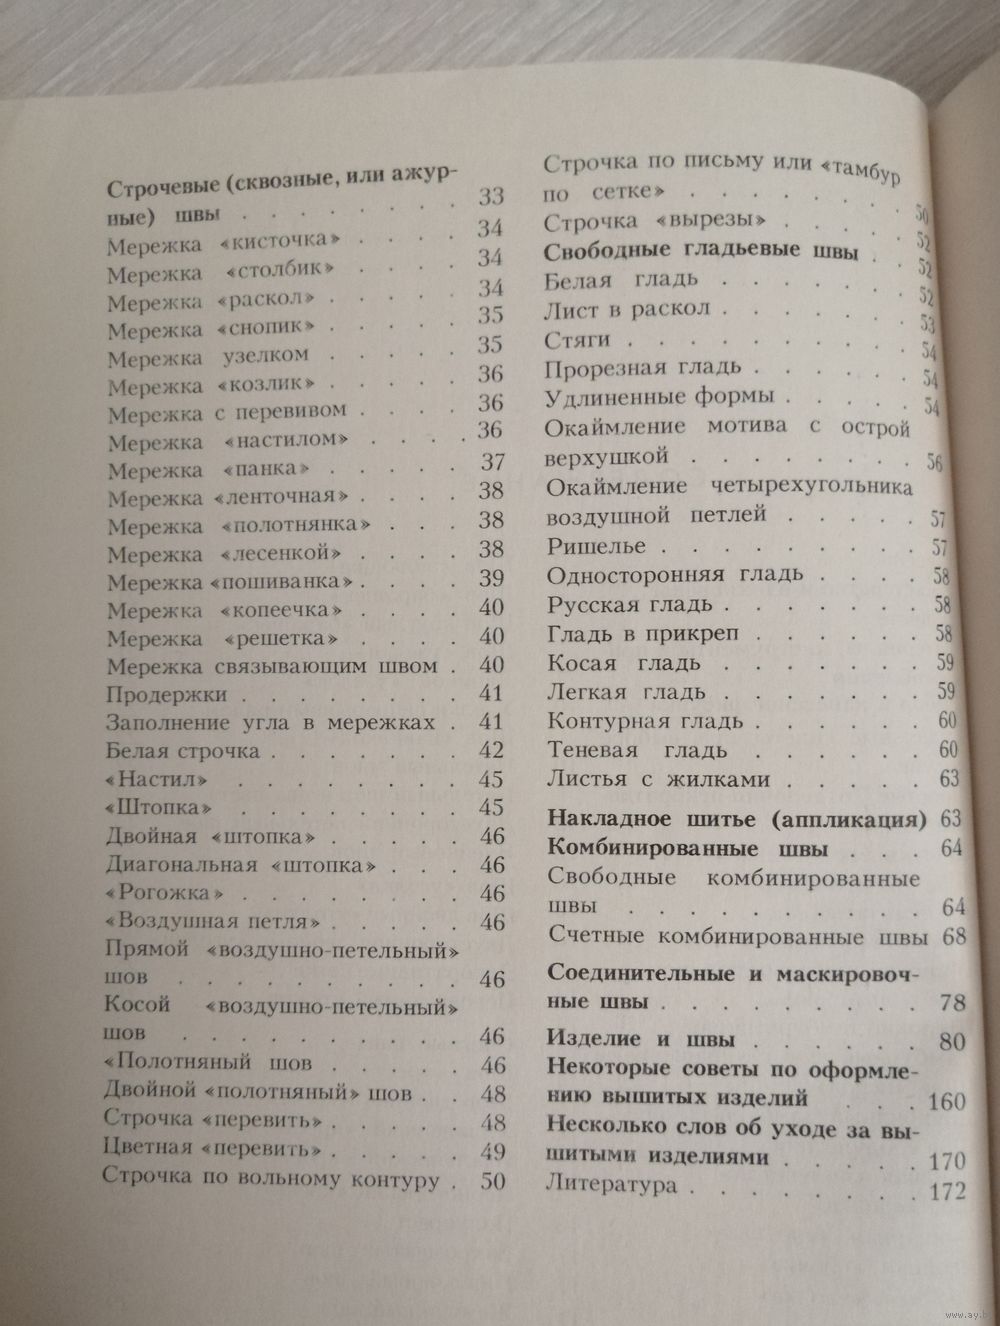 Строчевые (сквозные, или ажур-
ные) швы . . . . . . . . 33
Мережка «кисточка» . . . . 34
Мережка «столбик» . . . . 34
Мережка «раскол» . . . . . 34
Мережка «снопик» . . . . . 35
Мережка узелком . . . . . 35
Мережка «козлик» . . . . . 36
Мережка с перевивом . . . . 36
Мережка «настилом» . . . . 36
Мережка «панка» . . . . . 37
Мережка «ленточная» . . . . 38
Мережка «полотнянка» . . . 38
Мережка «лесенкой» . . . . 38
Мережка «пошиванка» . . . . 39
Мережка «копеечка» . . . . 40
Мережка «решетка» . . . . 40
Мережка связывающим швом . 40
Продержки . . . . . . . . 41
Заполнение угла в мережках . 41
Белая строчка . . . . . . . 42
«Настил» . . . . . . . . 45
«Штопка» . . . . . . . . 45
Двойная «штопка» . . . . . 46
Диагональная «штопка» . . . 46
«Рогожка» . . . . . . . . 46
«Воздушная петля» . . . . . 46
Прямой «воздушно-петельный»
шов . . . . . . . . . . 46
Косой «воздушно-петельный»
шов . . . . . . . . . . 46
«Полотняный шов . . . . . 46
Двойной «полотняный» шов . . 48
Строчка «перевить» . . . . . 48
Цветная «перевить» . . . . . 49
Строчка по вольному контуру . 50
Строчка по письму или «тамбур
по сетке» . . . . . . . . 50
Строчка «вырезы» . . . . . 52
Свободные гладьевые швы . . 52
Белая гладь . . . . . . . 52
Лист в раскол . . . . . . . 53
Стяги . . . . . . . . . . 54
Прорезная гладь . . . . . . 54
Удлиненные формы . . . . . 54
Окаймление мотива с острой
верхушкой . . . . . . . . 56
Окаймление четырехугольника
воздушной петлей . . . . . 57
Ришелье . . . . . . . . . 57
Односторонняя гладь . . . . 58
Русская гладь . . . . . . . 58
Гладь в прикреп . . . . . . 58
Косая гладь . . . . . . . 59
Легкая гладь . . . . . . . 59
Контурная гладь . . . . . . 60
Теневая гладь . . . . . . 60
Листья с жилками . . . . . 63
Накладное шитье (аппликация) 63
Комбинированные швы . . . 64
Свободные комбинированные
швы . . . . . . . . . . 64
Счетные комбинированные швы 68
Соединительные и маскировоч-
ные швы . . . . . . . . . 78
Изделие и швы . . . . . . 80
Некоторые советы по оформле-
нию вышитых изделий . . . 160
Несколько слов об уходе за вы-
шитыми изделиями . . . . . 170
Литература . . . . . . . . 172